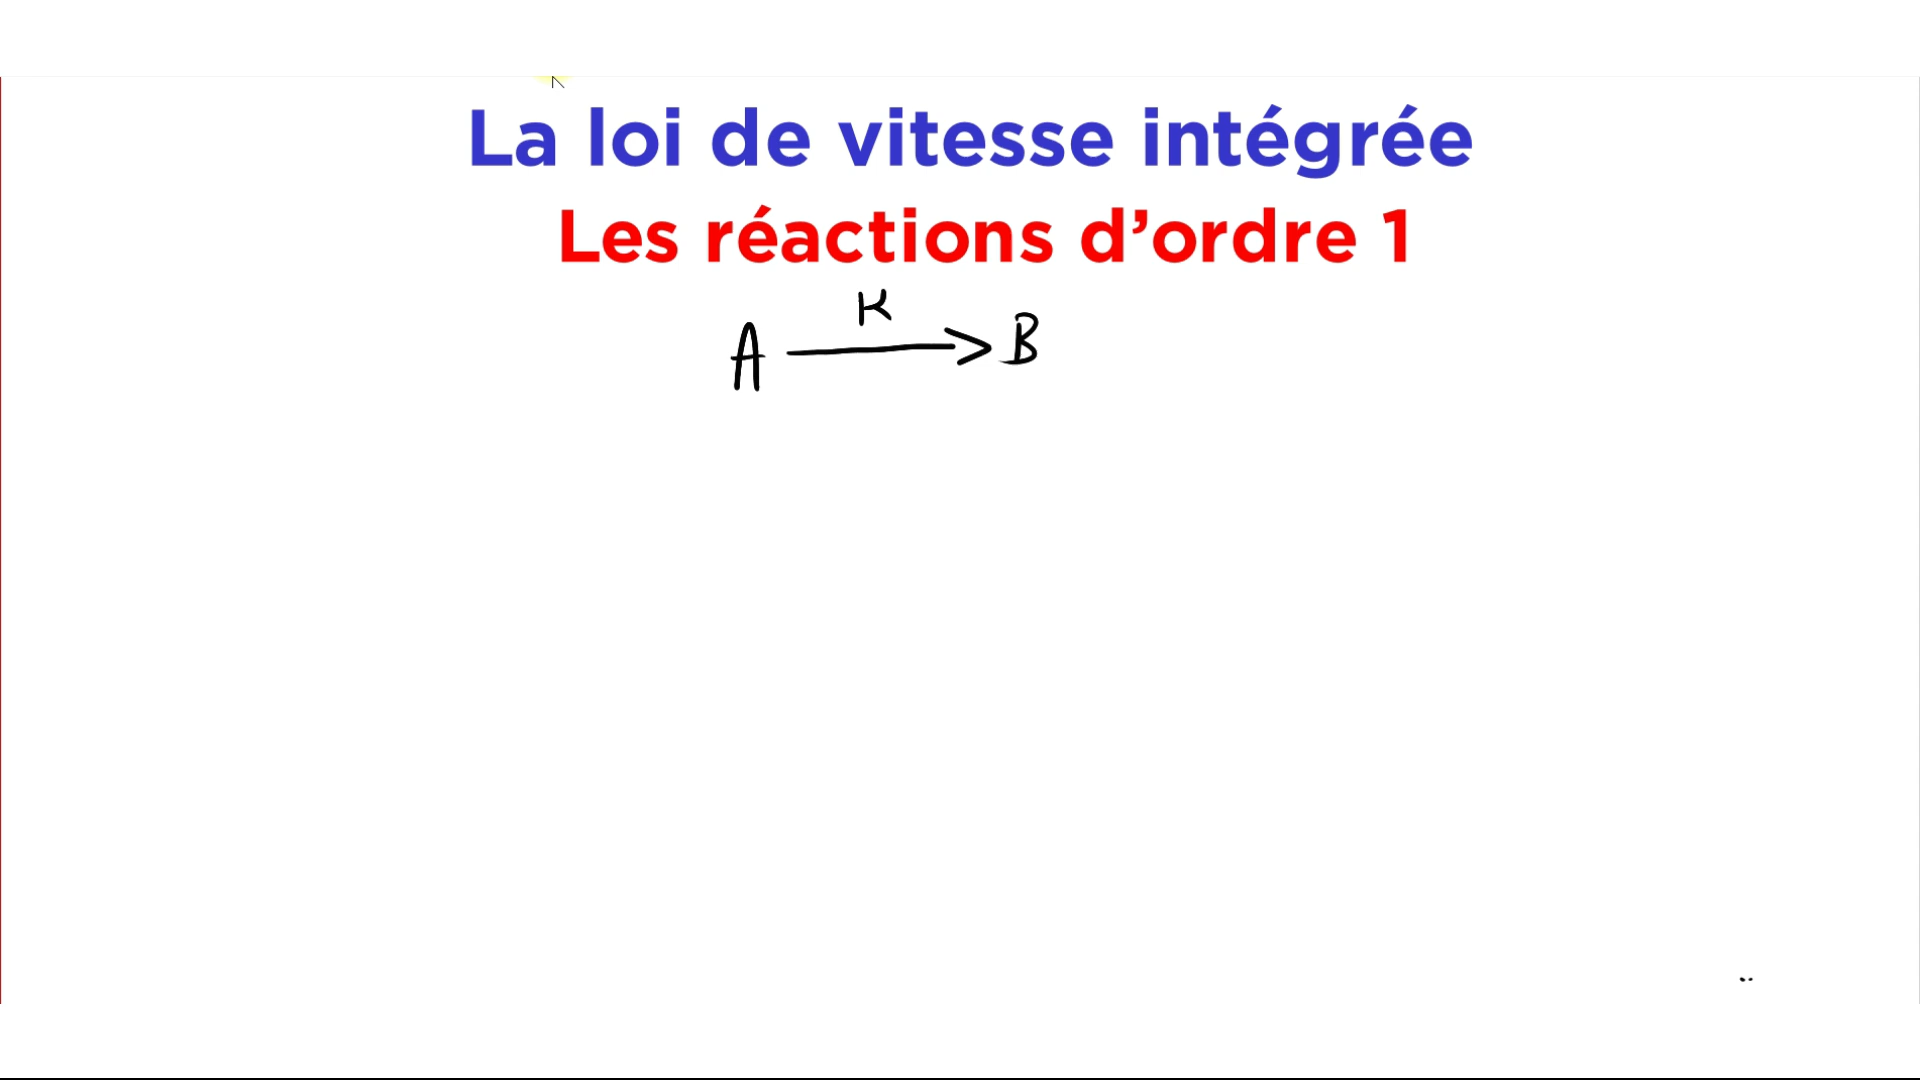 La loi de vitesse intégrée
Les réactions d'ordre 1
K
A → B